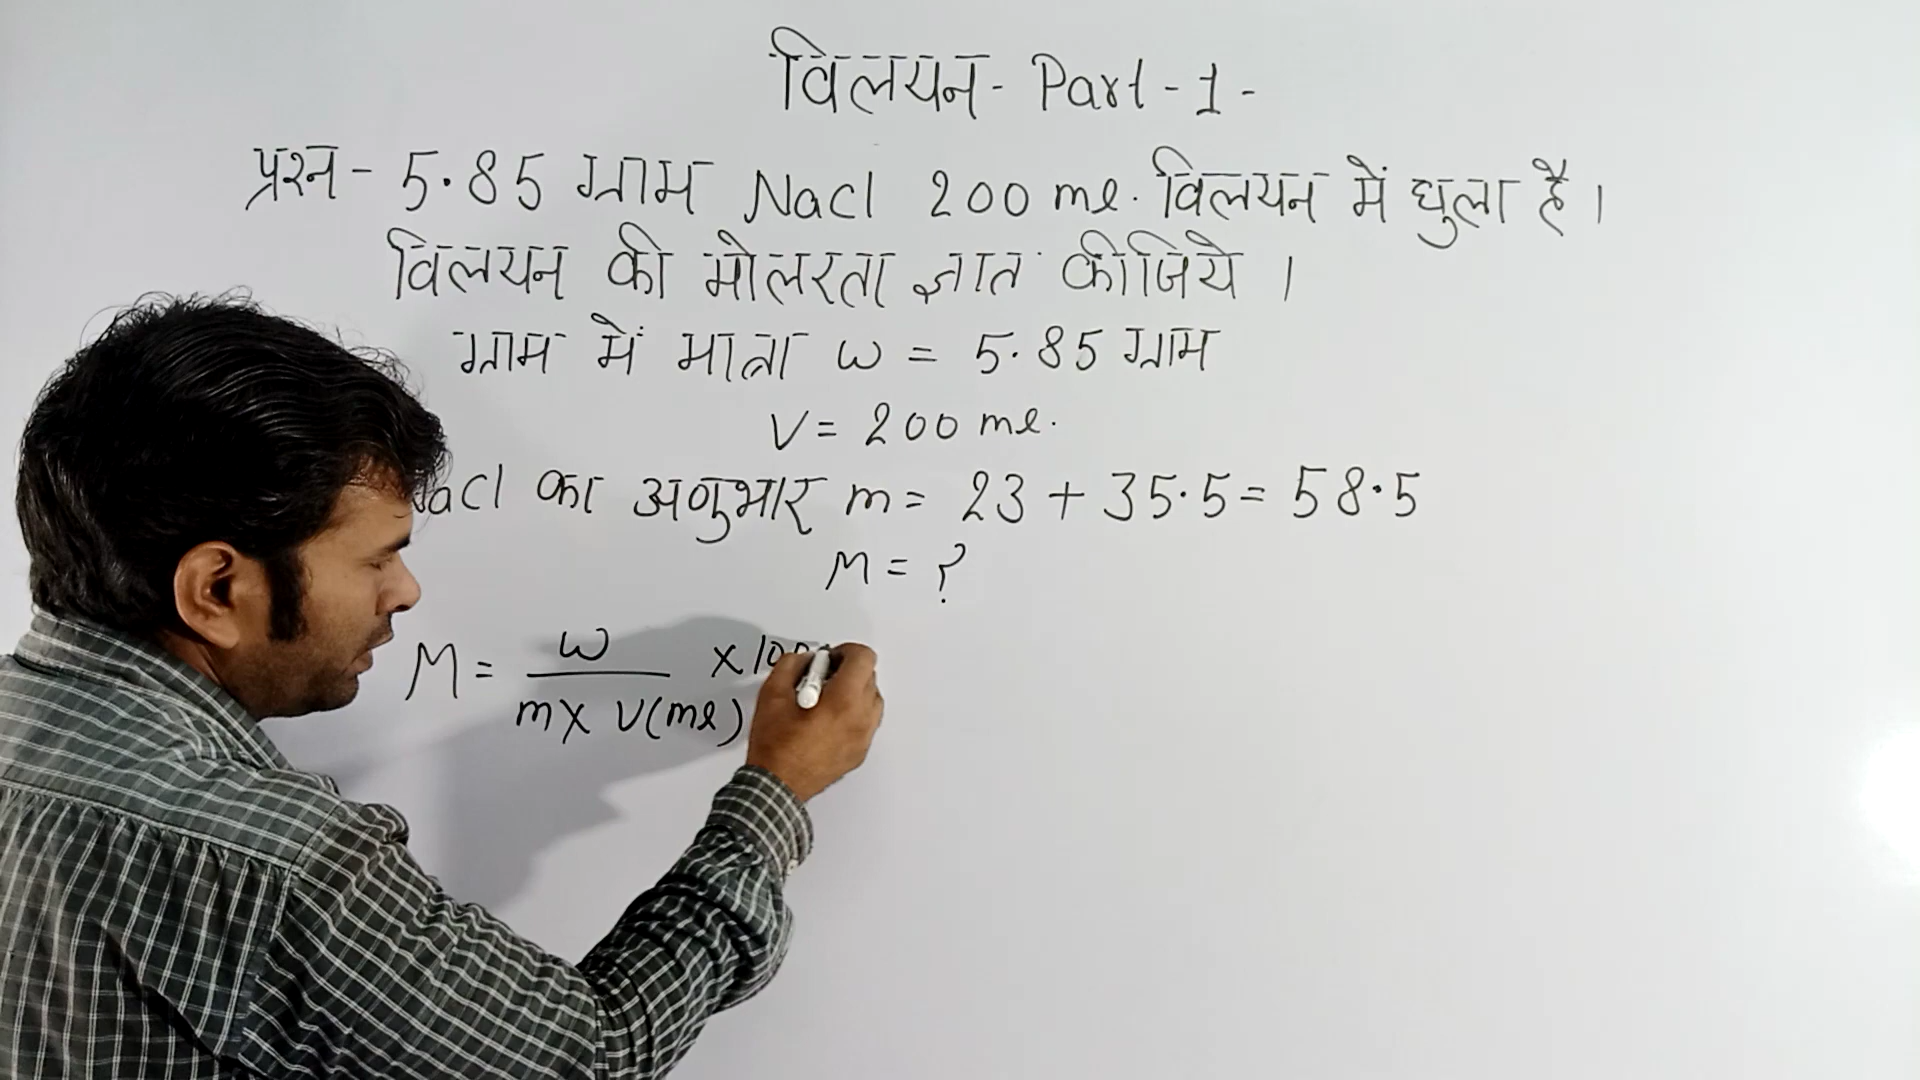 विलयन - Part - 1 -
प्रश्न - 5.85 ग्राम Nacl 200 ml. विलयन में घुला है।
विलयन की मोलरता ज्ञात कीजिये ।
ग्राम में मात्रा w = 5.85 ग्राम
V = 200 ml.
Nacl का अणुभार m = 23 + 35.5 = 58.5
M = ?
M = w / m x V(ml) x 100